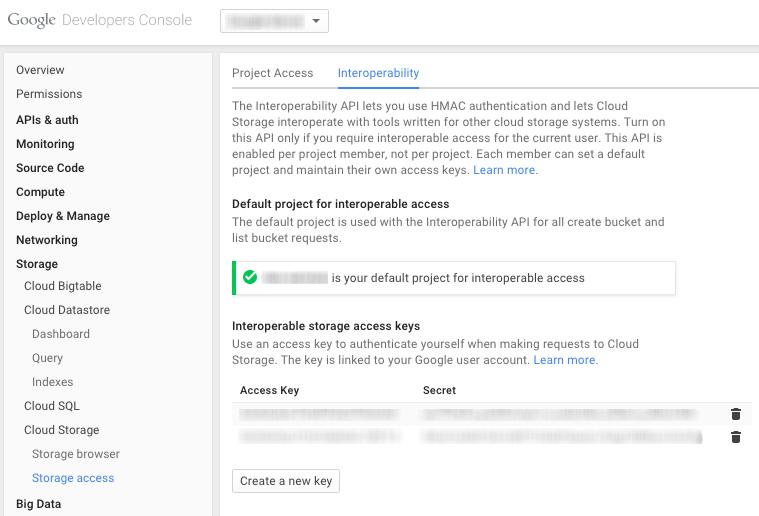 Google Developers Console
Overview
Permissions
APIs & auth
Monitoring
Source Code
Compute
Deploy & Manage
Networking
Storage
Cloud Bigtable
Cloud Datastore
Dashboard
Query
Indexes
Cloud SQL
Cloud Storage
Storage browser
Storage access
Big Data
Project Access Interoperability
The Interoperability API lets you use HMAC authentication and lets Cloud
Storage interoperate with tools written for other cloud storage systems. Turn on
this API only if you require interoperable access for the current user. This API is
enabled per project member, not per project. Each member can set a default
project and maintain their own access keys. Learn more.
Default project for interoperable access
The default project is used with the Interoperability API for all create bucket and
list bucket requests.
is your default project for interoperable access
Interoperable storage access keys
Use an access key to authenticate yourself when making requests to Cloud
Storage. The key is linked to your Google user account. Learn more.
Access Key Secret
Create a new key